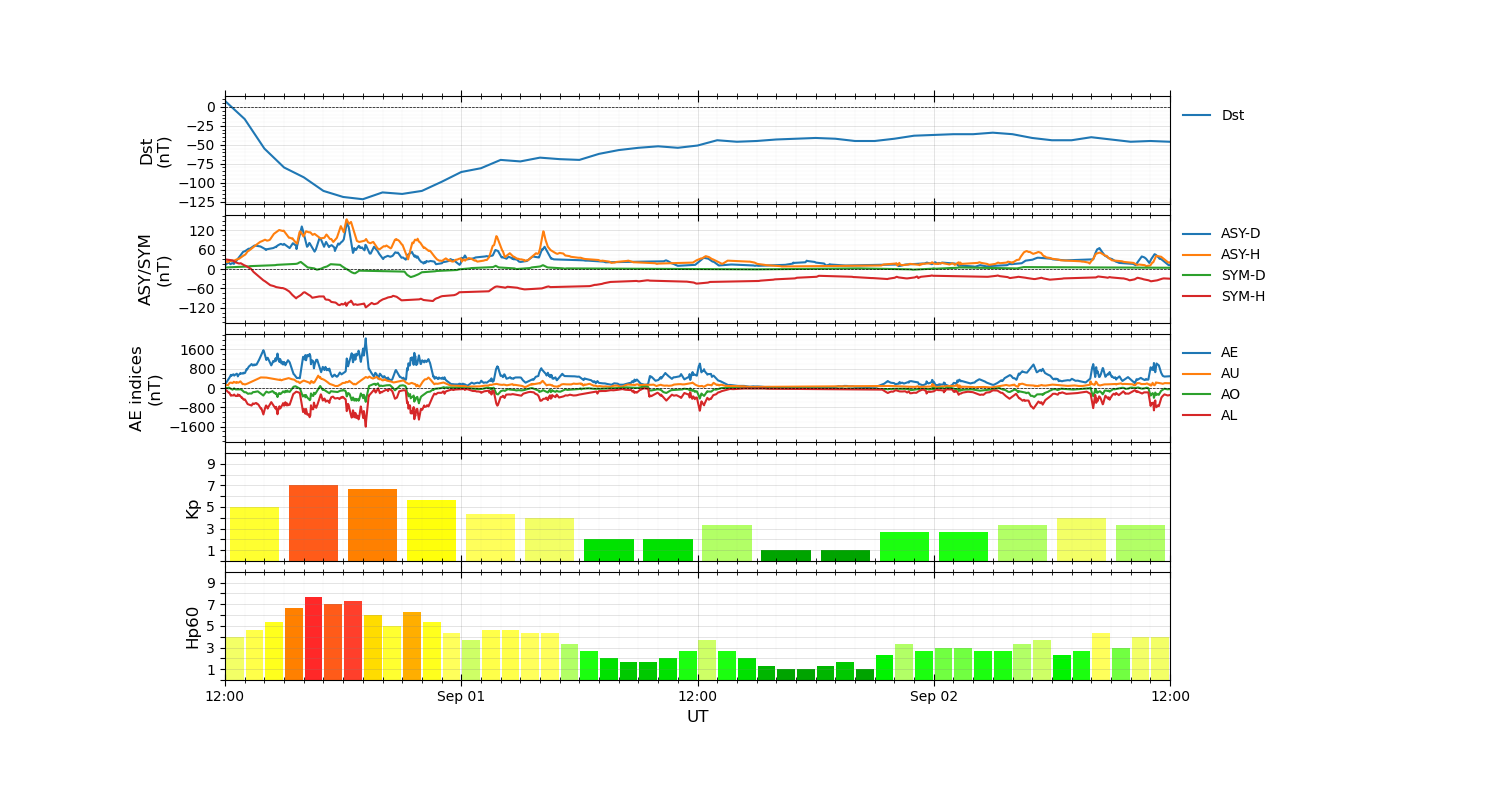 0
−25
−50
−75
−100
−125
Dst
(nT)
Dst
120
60
0
−60
−120
ASY/SYM
(nT)
ASY-D
ASY-H
SYM-D
SYM-H
1600
800
0
−800
−1600
AE indices
(nT)
AE
AU
AO
AL
9
7
5
3
1
Kp
9
7
5
3
1
Hp60
12:00 Sep 01 12:00 Sep 02 12:00
UT